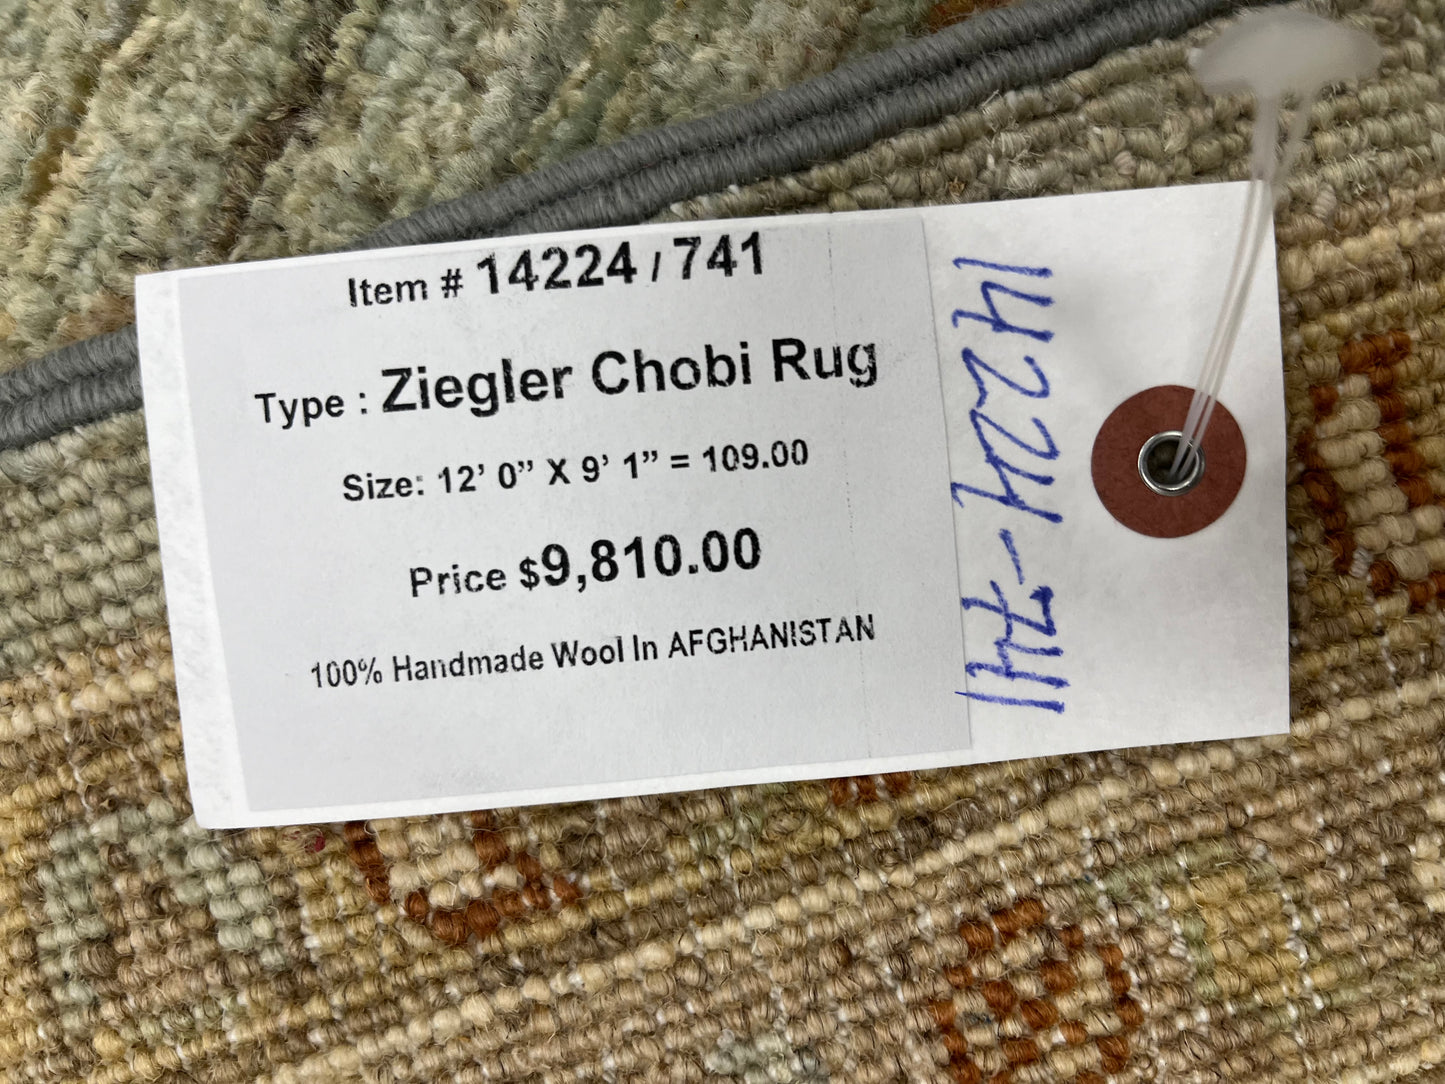 Item # 14224 / 741
Type : Ziegler Chobi Rug
Size: 12’ 0” X 9’ 1” = 109.00
Price $9,810.00
100% Handmade Wool In AFGHANISTAN
14224-741